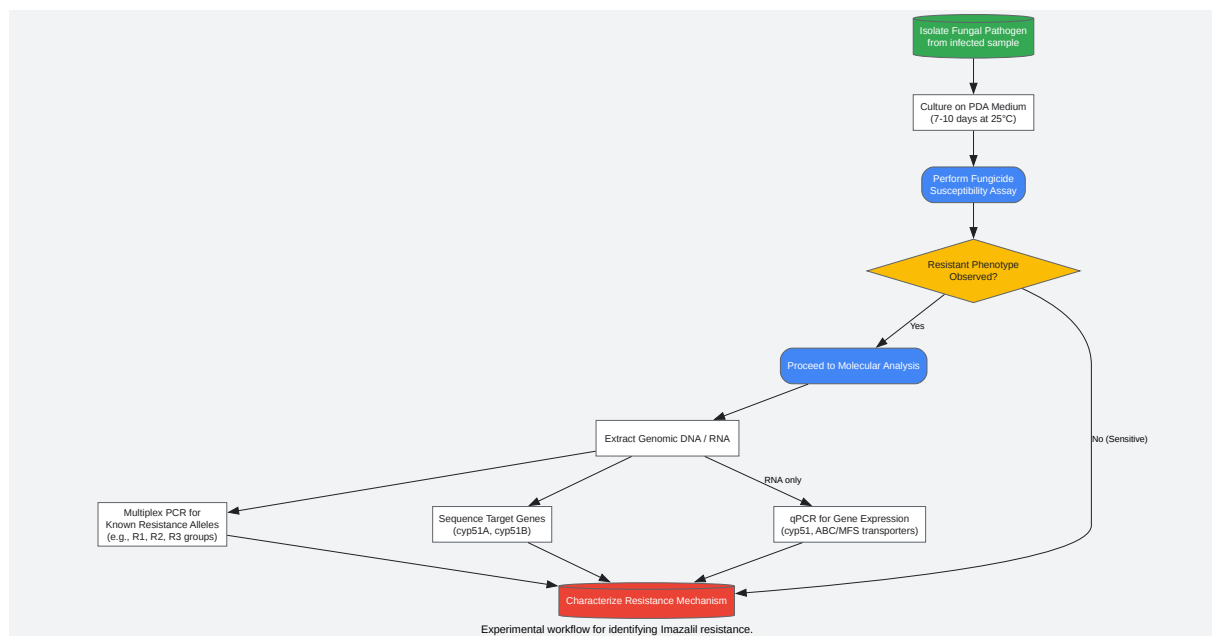 Isolate Fungal Pathogen
from infected sample
Culture on PDA Medium
(7-10 days at 25°C)
Perform Fungicide
Susceptibility Assay
Resistant Phenotype
Observed?
Yes
Proceed to Molecular Analysis
No (Sensitive)
Extract Genomic DNA / RNA
RNA only
Multiplex PCR for
Known Resistance Alleles
(e.g., R1, R2, R3 groups)
Sequence Target Genes
(cyp51A, cyp51B)
qPCR for Gene Expression
(cyp51, ABC/MFS transporters)
Characterize Resistance Mechanism
Experimental workflow for identifying Imazalil resistance.